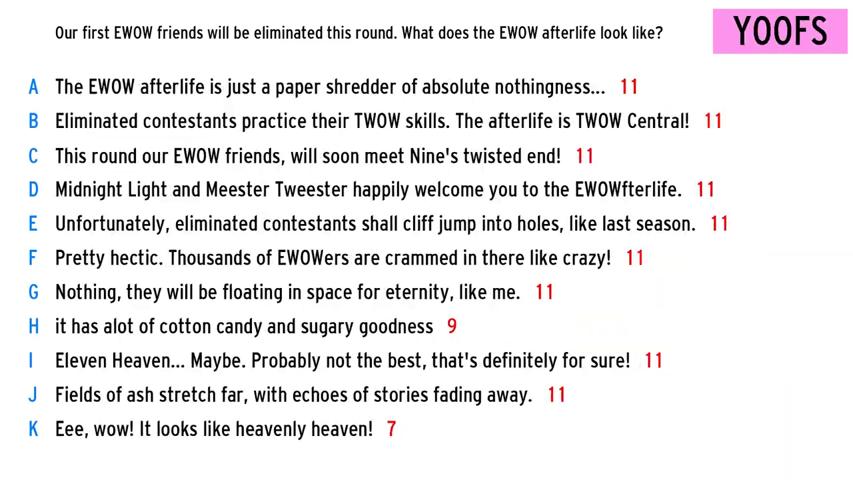 Our first EWOW friends will be eliminated this round. What does the EWOW afterlife look like?
YOOFS
A The EWOW afterlife is just a paper shredder of absolute nothingness... 11
B Eliminated contestants practice their TWOW skills. The afterlife is TWOW Central! 11
C This round our EWOW friends, will soon meet Nine's twisted end! 11
D Midnight Light and Meester Tweester happily welcome you to the EWOWfterlife. 11
E Unfortunately, eliminated contestants shall cliff jump into holes, like last season. 11
F Pretty hectic. Thousands of EWOWers are crammed in there like crazy! 11
G Nothing, they will be floating in space for eternity, like me. 11
H it has alot of cotton candy and sugary goodness 9
I Eleven Heaven... Maybe. Probably not the best, that's definitely for sure! 11
J Fields of ash stretch far, with echoes of stories fading away. 11
K Eee, wow! It looks like heavenly heaven! 7